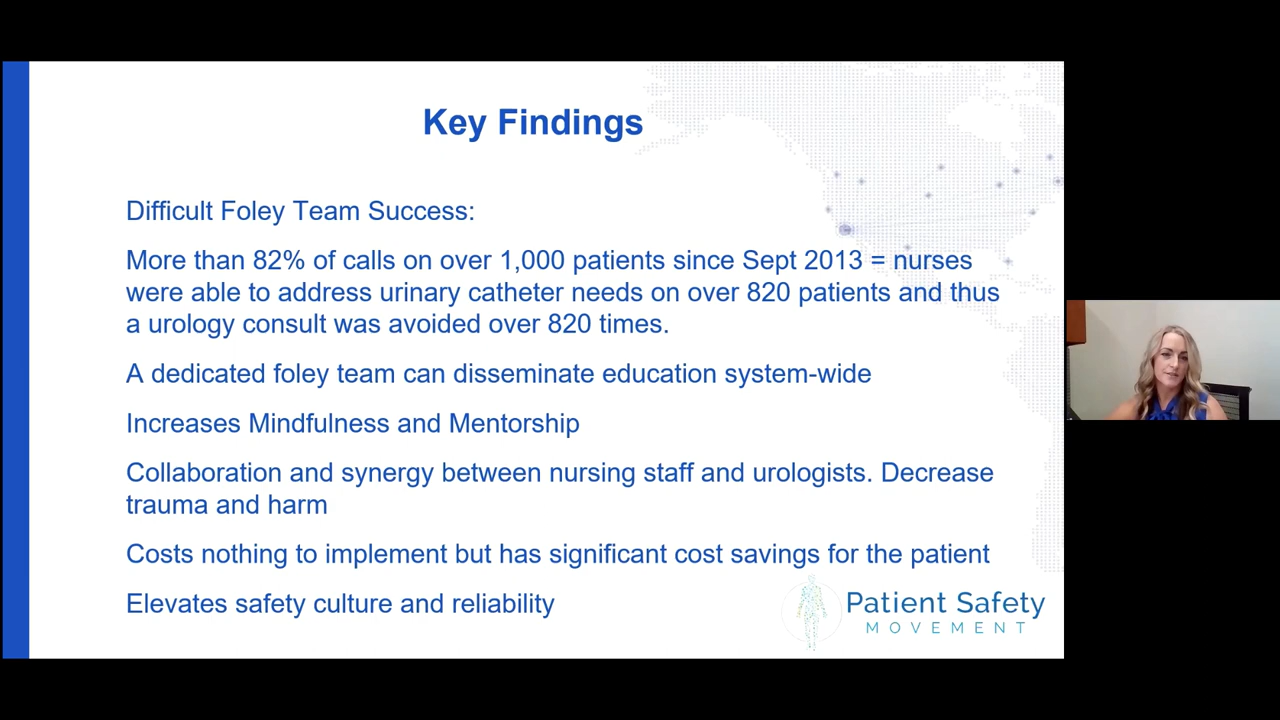 Key Findings
Difficult Foley Team Success:
More than 82% of calls on over 1,000 patients since Sept 2013 = nurses
were able to address urinary catheter needs on over 820 patients and thus
a urology consult was avoided over 820 times.
A dedicated foley team can disseminate education system-wide
Increases Mindfulness and Mentorship
Collaboration and synergy between nursing staff and urologists. Decrease
trauma and harm
Costs nothing to implement but has significant cost savings for the patient
Elevates safety culture and reliability
Patient Safety
MOVEMENT